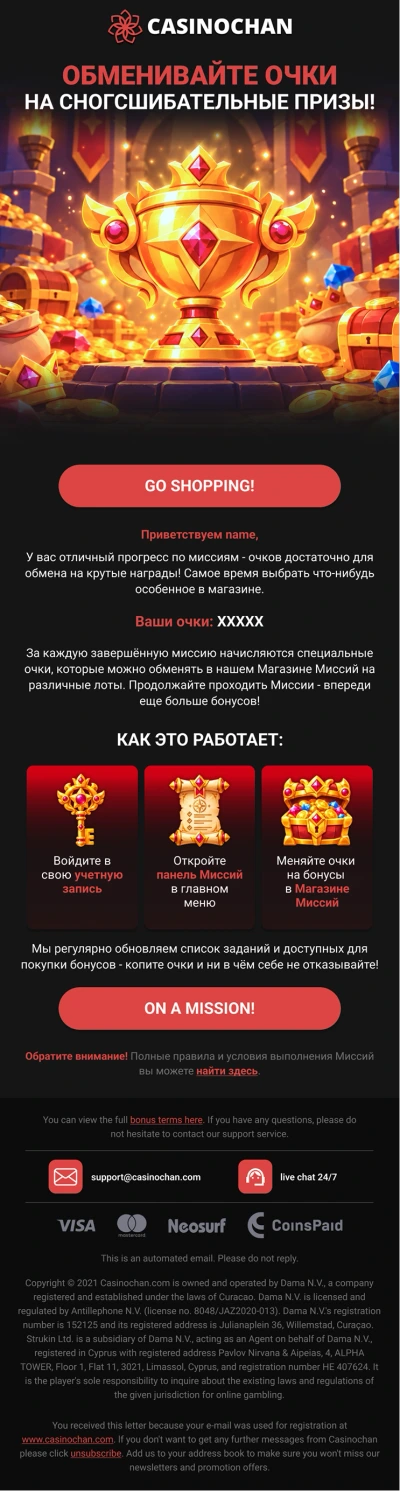 CASINOCHAN
ОБМЕНИВАЙТЕ ОЧКИ
НА СНОГСШИБАТЕЛЬНЫЕ ПРИЗЫ!
GO SHOPPING!
Приветствуем name,
У вас отличный прогресс по миссиям - очков достаточно для
обмена на крутые награды! Самое время выбрать что-нибудь
особенное в магазине.
Ваши очки: XXXXX
За каждую завершённую миссию начисляются специальные
очки, которые можно обменять в нашем Магазине Миссий на
различные лоты. Продолжайте проходить Миссии - впереди
еще больше бонусов!
КАК ЭТО РАБОТАЕТ:
Войдите в
свою учетную
запись
Откройте
панель Миссий
в главном
меню
Меняйте очки
на бонусы
в Магазине
Миссий
Мы регулярно обновляем список заданий и доступных для
покупки бонусов - копите очки и ни в чём себе не отказывайте!
ON A MISSION!
Обратите внимание! Полные правила и условия выполнения Миссий
вы можете найти здесь.
You can view the full bonus terms here. If you have any questions, please do
not hesitate to contact our support service.
support@casinochan.com
live chat 24/7
VISA
mastercard
Neosurf
CoinsPaid
This is an automated email. Please do not reply.
Copyright © 2021 Casinochan.com is owned and operated by Dama N.V., a company
registered and established under the laws of Curacao. Dama N.V. is licensed and
regulated by Antillephone N.V. (license no. 8048/JAZ2020-013). Dama N.V.'s registration
number is 152125 and its registered address is Julianaplein 36, Willemstad, Curaçao.
Strukin Ltd. is a subsidiary of Dama N.V., acting as an Agent on behalf of Dama N.V.,
registered in Cyprus with registered address Pavlov Nirvana & Aipeias, 4, ALPHA
TOWER, Floor 1, Flat 11, 3021, Limassol, Cyprus, and registration number HE 407624. It
is the player's sole responsibility to inquire about the existing laws and regulations of
the given jurisdiction for online gambling.
You received this letter because your e-mail was used for registration at
www.casinochan.com. If you don't want to get any further messages from Casinochan
please click unsubscribe. Add us to your address book to make sure you won't miss our
newsletters and promotion offers.